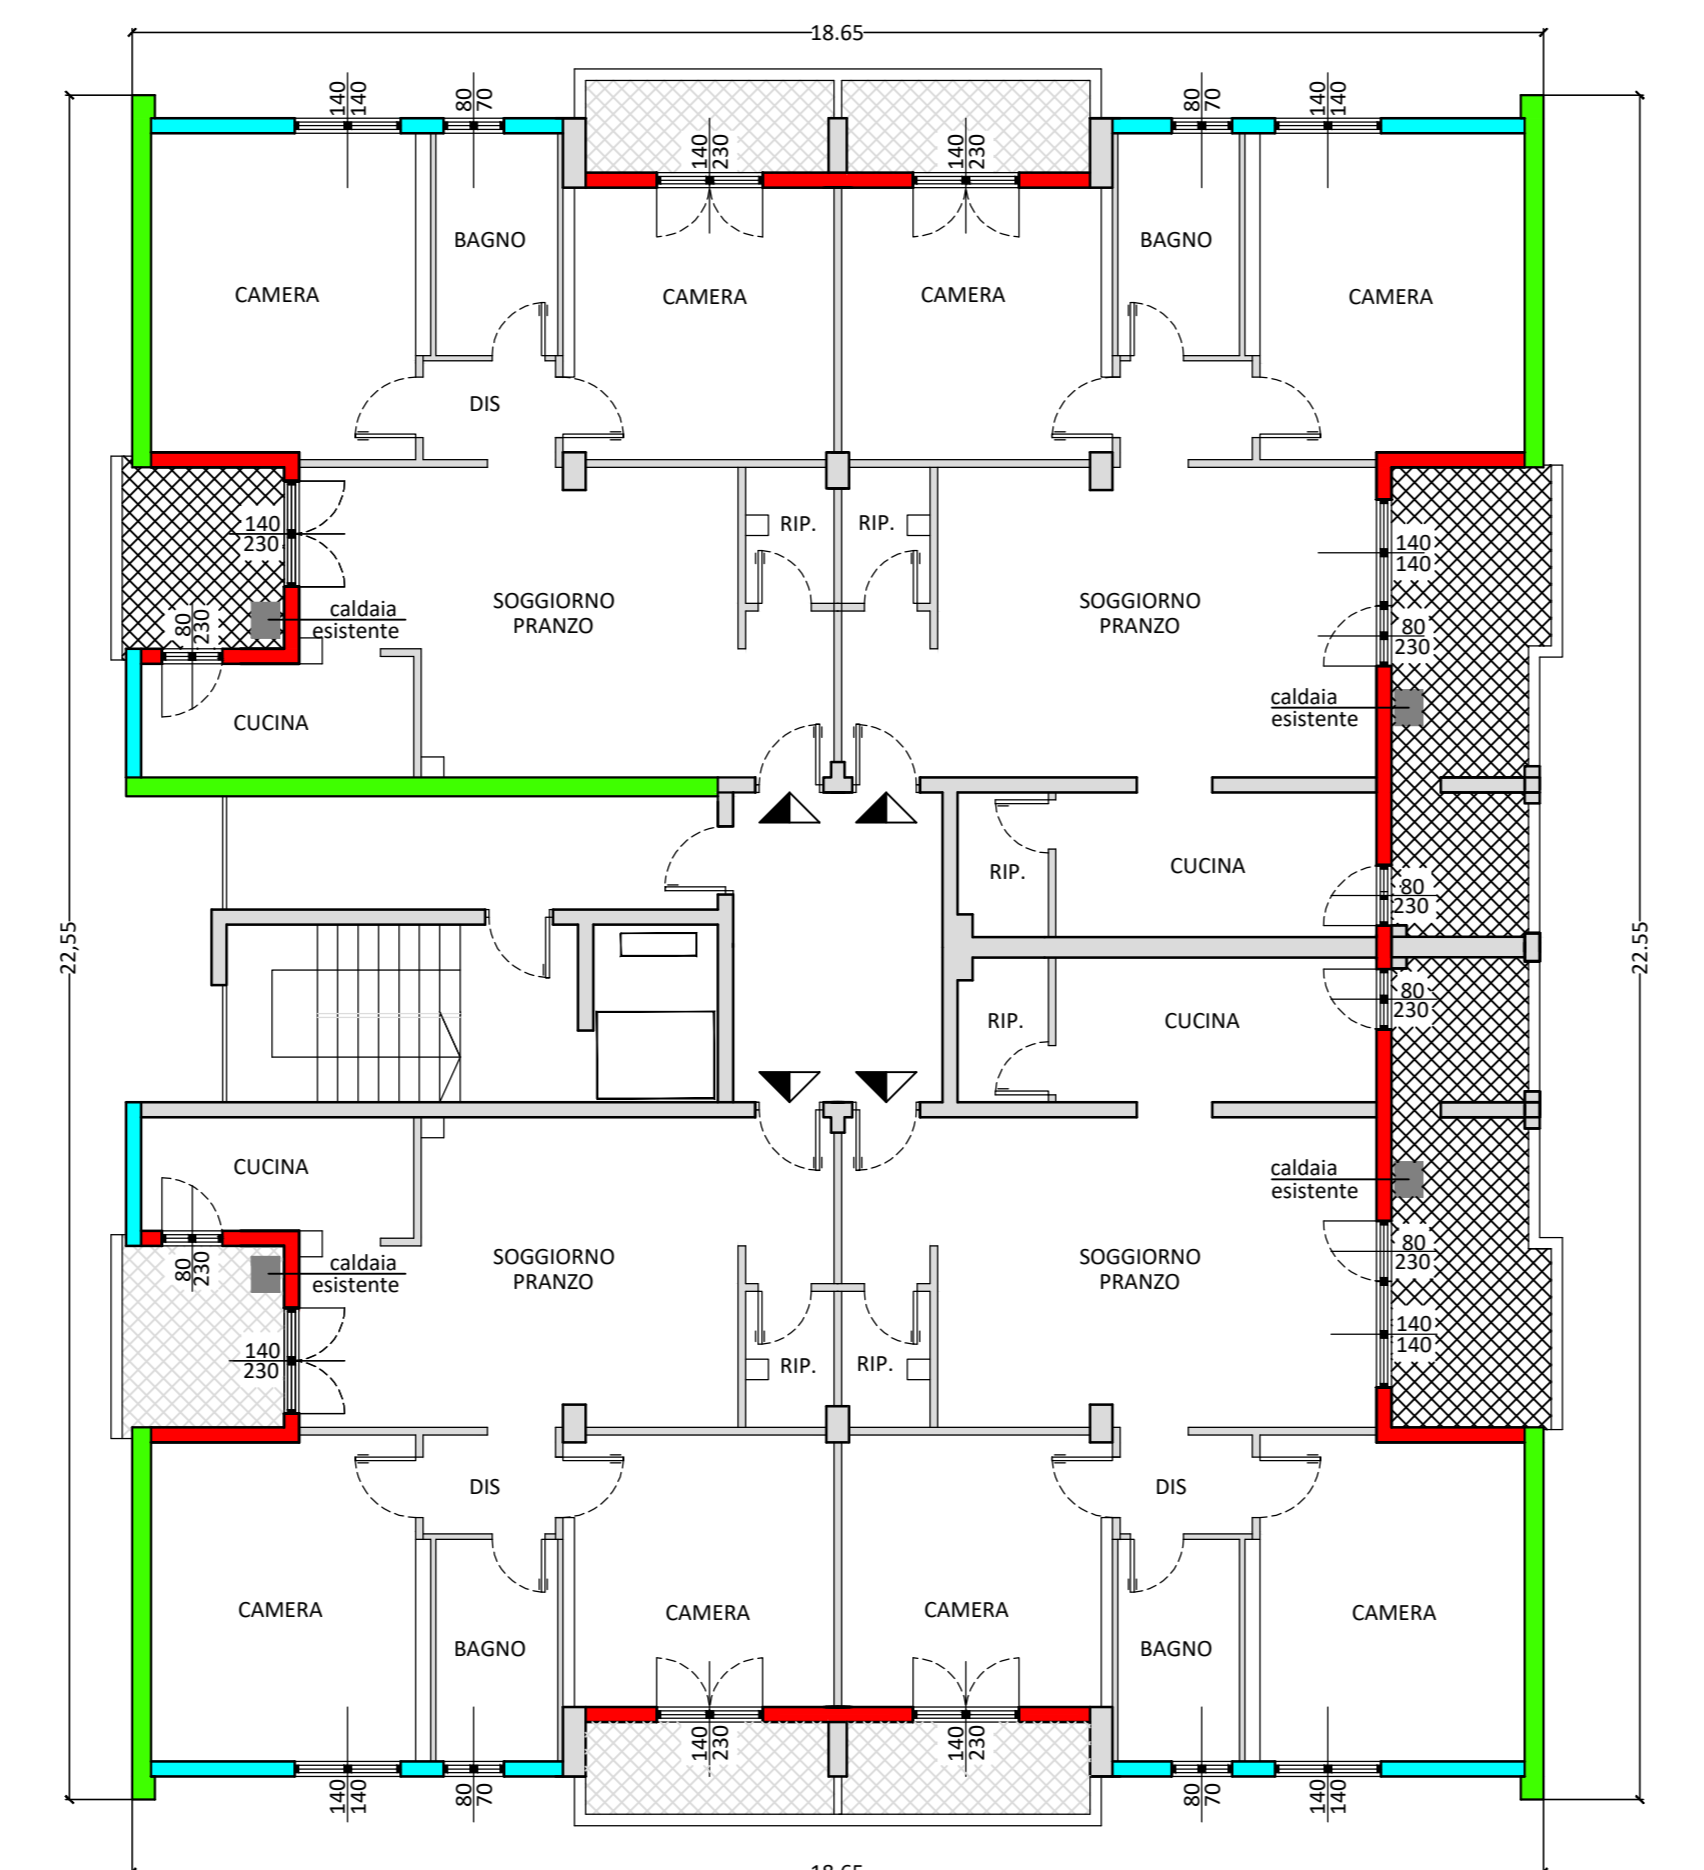 18.65
140
140
80
70
80
70
140
140
140
230
140
230
BAGNO
BAGNO
CAMERA
CAMERA
CAMERA
CAMERA
DIS
140
230
RIP.
RIP.
140
140
80
230
caldaia
esistente
SOGGIORNO
PRANZO
SOGGIORNO
PRANZO
80
230
CUCINA
caldaia
esistente
RIP.
CUCINA
80
230
22,55
22.55
80
230
RIP.
CUCINA
CUCINA
caldaia
esistente
80
230
caldaia
esistente
SOGGIORNO
PRANZO
SOGGIORNO
PRANZO
80
230
140
230
RIP.
RIP.
140
140
DIS
DIS
CAMERA
CAMERA
CAMERA
CAMERA
BAGNO
BAGNO
140
230
140
230
140
140
80
70
80
70
140
140
18.65